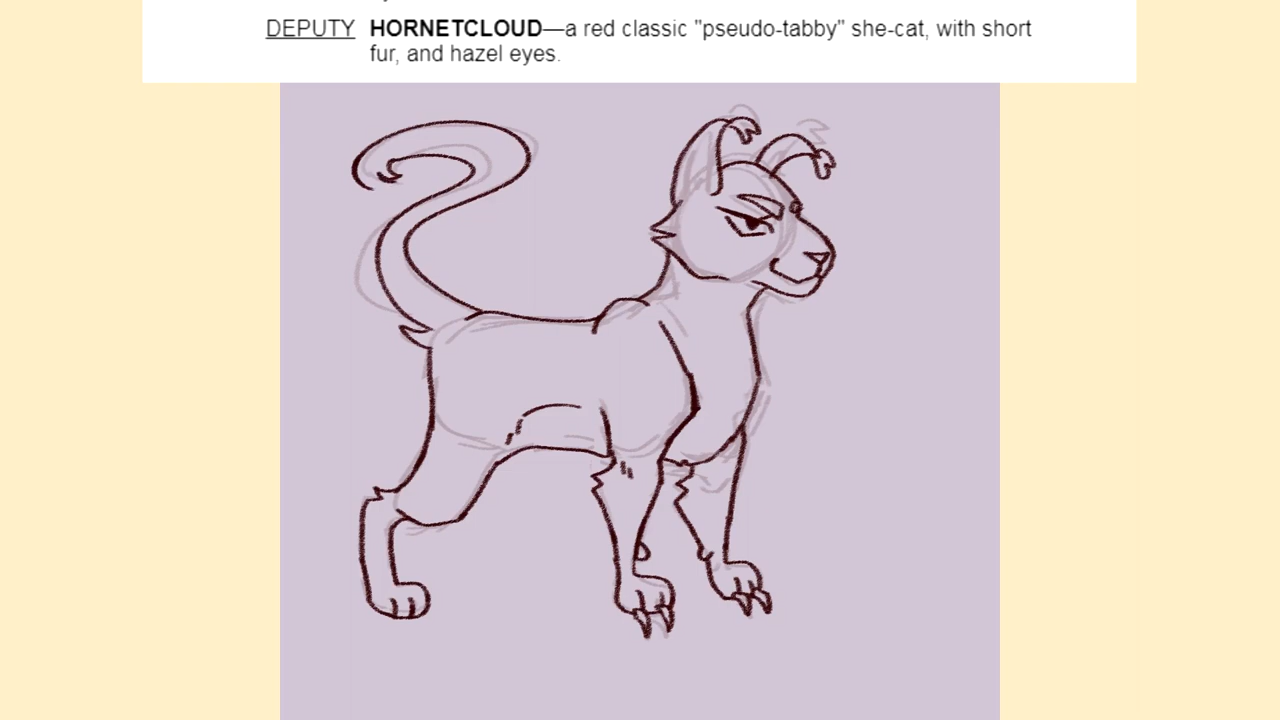 DEPUTY HORNETCLOUD—a red classic "pseudo-tabby" she-cat, with short
fur, and hazel eyes.